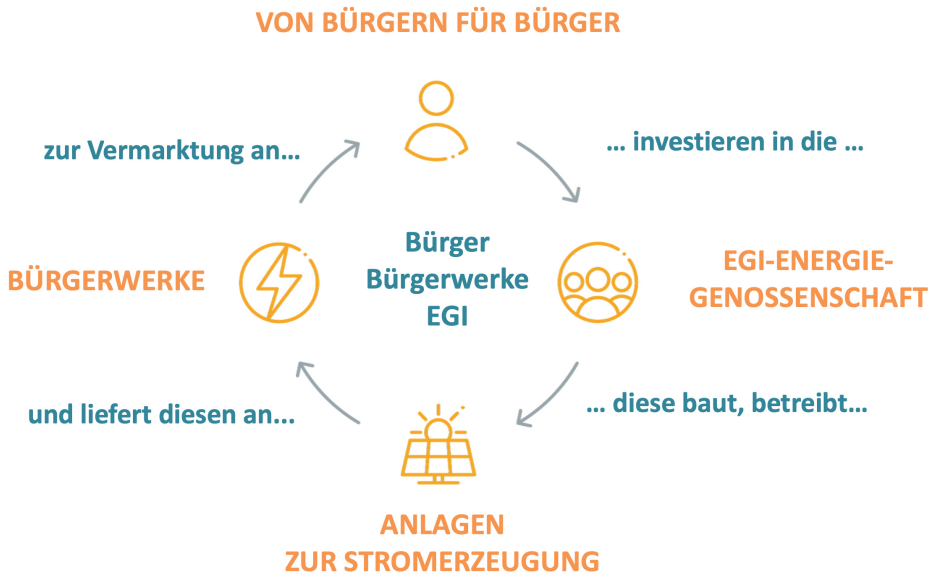 VON BÜRGERN FÜR BÜRGER
zur Vermarktung an...
... investieren in die ...
Bürger
Bürgerwerke
EGI
BÜRGERWERKE
EGI-ENERGIE-
GENOSSENSCHAFT
und liefert diesen an...
... diese baut, betreibt...
ANLAGEN
ZUR STROMERZEUGUNG